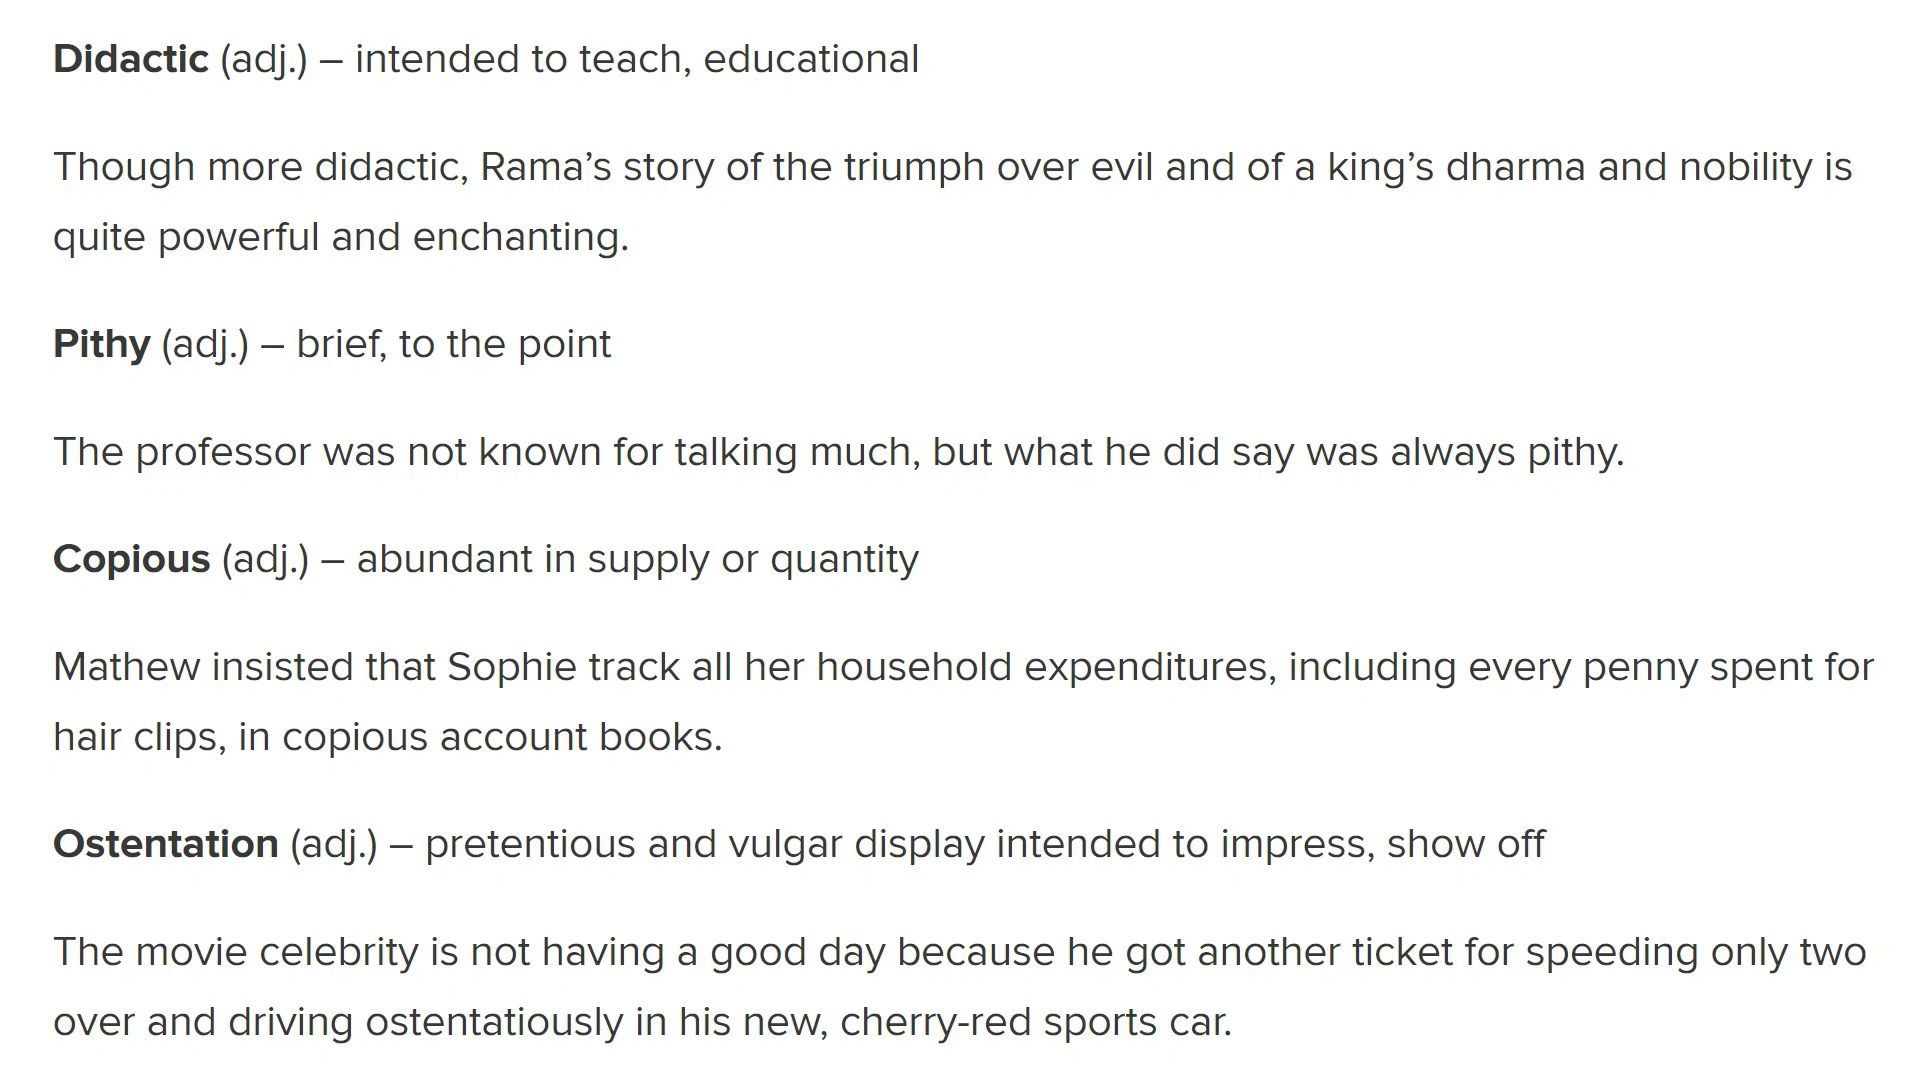 Didactic (adj.) – intended to teach, educational
Though more didactic, Rama’s story of the triumph over evil and of a king’s dharma and nobility is
quite powerful and enchanting.
Pithy (adj.) – brief, to the point
The professor was not known for talking much, but what he did say was always pithy.
Copious (adj.) – abundant in supply or quantity
Mathew insisted that Sophie track all her household expenditures, including every penny spent for
hair clips, in copious account books.
Ostentation (adj.) – pretentious and vulgar display intended to impress, show off
The movie celebrity is not having a good day because he got another ticket for speeding only two
over and driving ostentatiously in his new, cherry-red sports car.